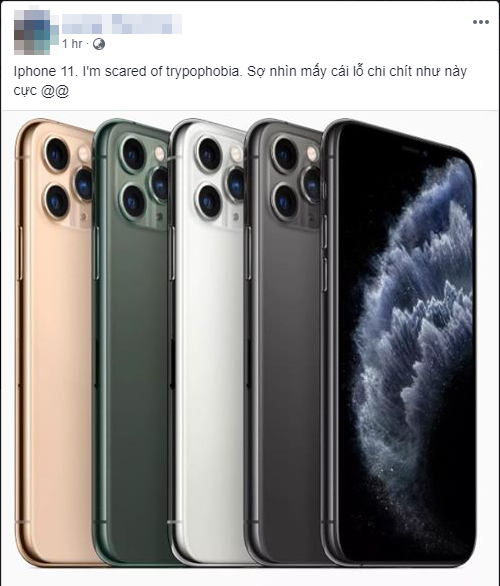 1 hr ·
Iphone 11. I'm scared of trypophobia. Sợ nhìn mấy cái lỗ chi chít như này
cực @@